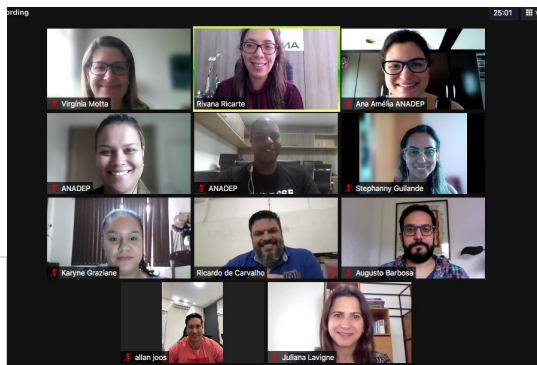 ording
25:01
Virgínia Motta
Rivana Ricarte
Ana Amélia ANADEP
ANADEP
ANADEP
Stephanny Guilande
Karyne Graziane
Ricardo de Carvalho
Augusto Barbosa
allan joos
Juliana Lavigne